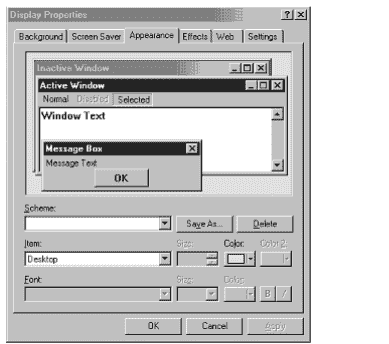 Display Properties
Background Screen Saver Appearance Effects Web Settings
Inactive Window
Active Window
Normal Disabled Selected
Window Text
Message Box
Message Text
OK
Scheme:
Save As... Delete
Item: Size: Color: Color 2:
Desktop
Font: Size: Color:
B /
OK Cancel Apply